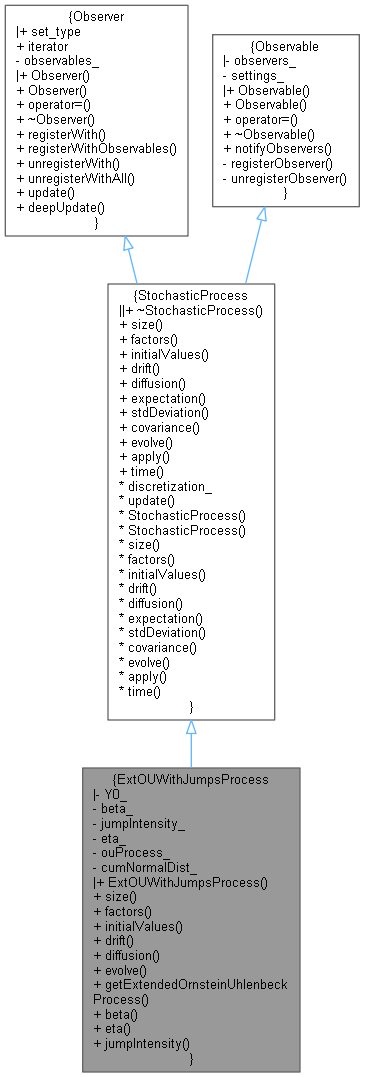 {Observer
|+ set_type
+ iterator
- observables_
|+ Observer()
+ Observer()
+ operator=()
+ ~Observer()
+ registerWith()
+ registerWithObservables()
+ unregisterWith()
+ unregisterWithAll()
+ update()
+ deepUpdate()
}
{Observable
|- observers_
- settings_
|+ Observable()
+ Observable()
+ operator=()
+ ~Observable()
+ notifyObservers()
- registerObserver()
- unregisterObserver()
}
{StochasticProcess
||+ ~StochasticProcess()
+ size()
+ factors()
+ initialValues()
+ drift()
+ diffusion()
+ expectation()
+ stdDeviation()
+ covariance()
+ evolve()
+ apply()
+ time()
* discretization_
* update()
* StochasticProcess()
* StochasticProcess()
* size()
* factors()
* initialValues()
* drift()
* diffusion()
* expectation()
* stdDeviation()
* covariance()
* evolve()
* apply()
* time()
}
{ExtOUWithJumpsProcess
|- Y0_
- beta_
- jumpIntensity_
- eta_
- ouProcess_
- cumNormalDist_
|+ ExtOUWithJumpsProcess()
+ size()
+ factors()
+ initialValues()
+ drift()
+ diffusion()
+ evolve()
+ getExtendedOrnsteinUhlenbeck
Process()
+ beta()
+ eta()
+ jumpIntensity()
}